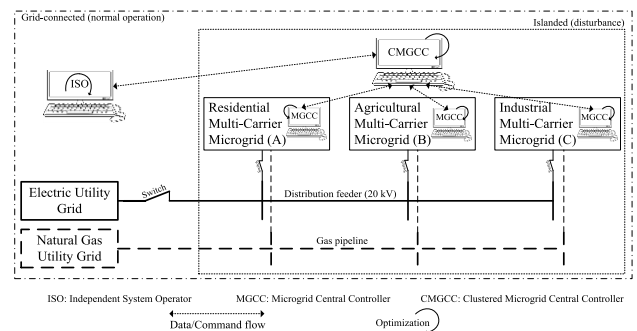 Grid-connected (normal operation)
Islanded (disturbance)
CMGCC
ISO
Residential
Multi-Carrier
Microgrid (A)
MGCC
Agricultural
Multi-Carrier
Microgrid (B)
MGCC
Industrial
Multi-Carrier
Microgrid (C)
MGCC
Electric Utility
Grid
Switch
Distribution feeder (20 kV)
Natural Gas
Utility Grid
Gas pipeline
ISO: Independent System Operator
MGCC: Microgrid Central Controller
CMGCC: Clustered Microgrid Central Controller
Data/Command flow
Optimization